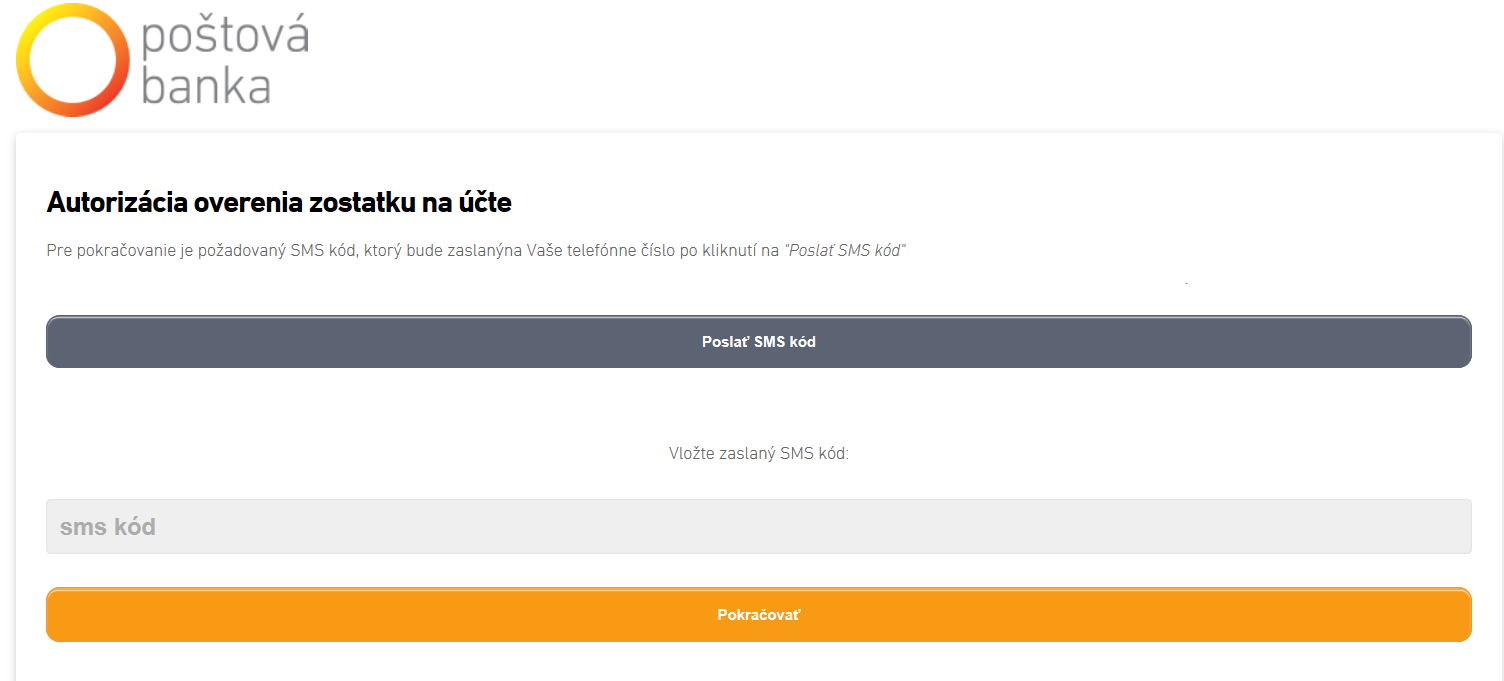 poštová
banka
Autorizácia overenia zostatku na účte
Pre pokračovanie je požadovaný SMS kód, ktorý bude zaslanýna Vaše telefónne číslo po kliknutí na "Poslať SMS kód"
.
Poslať SMS kód
Vložte zaslaný SMS kód:
sms kód
Pokračovať